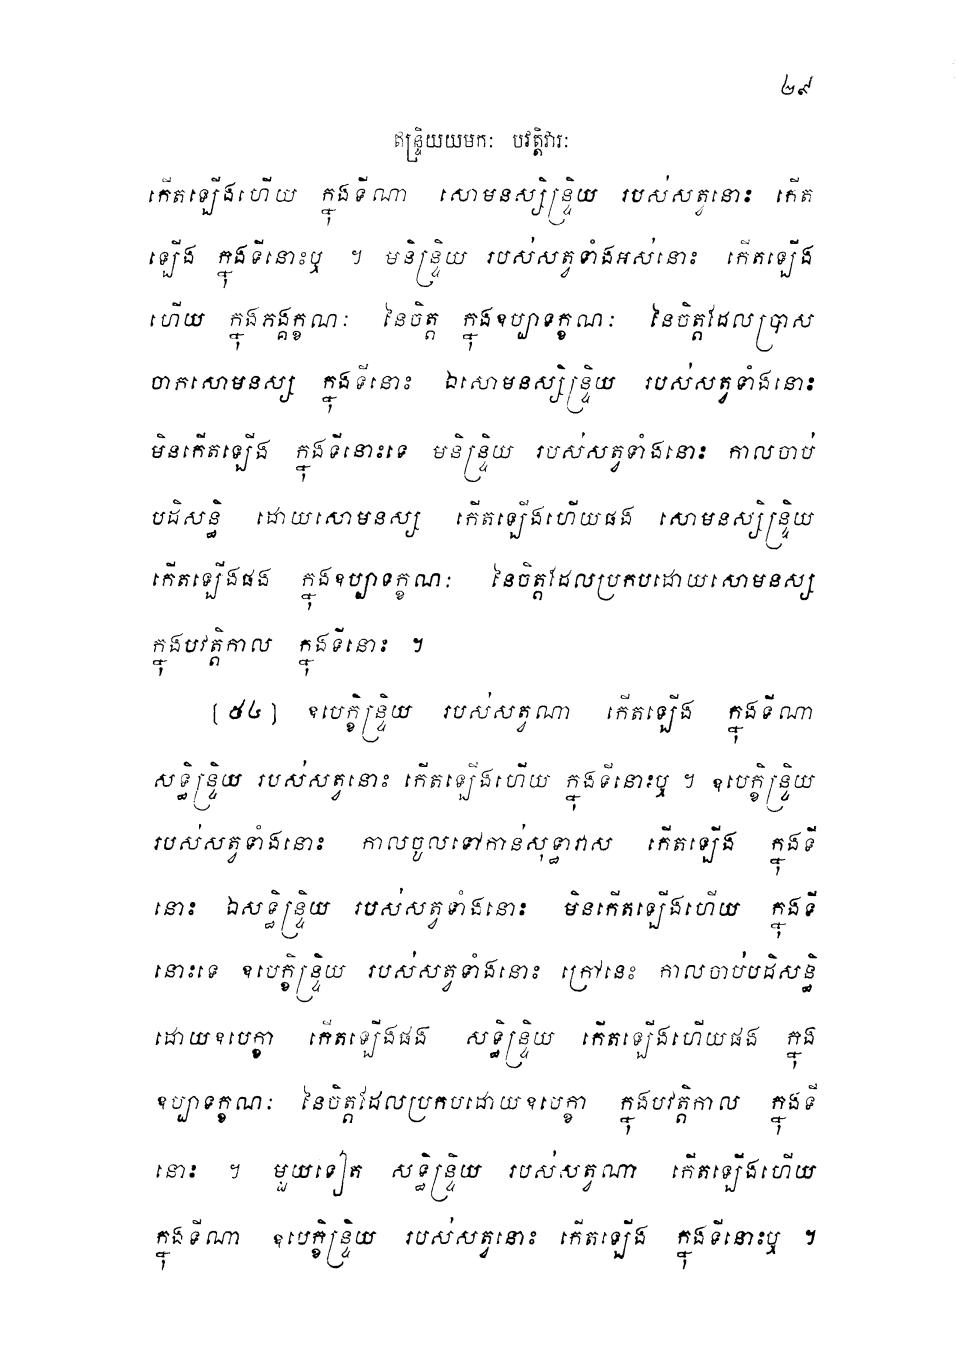 ២៩
ឥន្ទ្រិយយមកៈ បវត្តិវារៈ
កើតឡើងហើយ ក្នុងទីណា សោមនស្សិន្ទ្រិយ របស់សត្វនោះ កើត
ឡើង ក្នុងទីនោះឬ ។ មនិន្ទ្រិយ របស់សត្វទាំងអស់នោះ កើតឡើង
ហើយ ក្នុងភង្គក្ខណៈ នៃចិត្ត ក្នុងឧប្បាទក្ខណៈ នៃចិត្តដែលប្រាស
ចាកសោមនស្ស ក្នុងទីនោះ ឯសោមនស្សិន្ទ្រិយ របស់សត្វទាំងនោះ
មិនកើតឡើង ក្នុងទីនោះទេ មនិន្ទ្រិយ របស់សត្វទាំងនោះ កាលចាប់
បដិសន្ធិ ដោយសោមនស្ស កើតឡើងហើយផង សោមនស្សិន្ទ្រិយ
កើតឡើងផង ក្នុងឧប្បាទក្ខណៈ នៃចិត្តដែលប្រកបដោយសោមនស្ស
ក្នុងបវត្តិកាល ក្នុងទីនោះ ។
[៥៤] ឧបេក្ខិន្ទ្រិយ របស់សត្វណា កើតឡើង ក្នុងទីណា
សទ្ធិន្ទ្រិយ របស់សត្វនោះ កើតឡើងហើយ ក្នុងទីនោះឬ ។ ឧបេក្ខិន្ទ្រិយ
របស់សត្វទាំងនោះ កាលចូលទៅកាន់សុទ្ធាវាស កើតឡើង ក្នុងទី
នោះ ឯសទ្ធិន្ទ្រិយ របស់សត្វទាំងនោះ មិនកើតឡើងហើយ ក្នុងទី
នោះទេ ឧបេក្ខិន្ទ្រិយ របស់សត្វទាំងនោះ ក្រៅនេះ កាលចាប់បដិសន្ធិ
ដោយឧបេក្ខា កើតឡើងផង សទ្ធិន្ទ្រិយ កើតឡើងហើយផង ក្នុង
ឧប្បាទក្ខណៈ នៃចិត្តដែលប្រកបដោយឧបេក្ខា ក្នុងបវត្តិកាល ក្នុងទី
នោះ ។ មួយទៀត សទ្ធិន្ទ្រិយ របស់សត្វណា កើតឡើងហើយ
ក្នុងទីណា ឧបេក្ខិន្ទ្រិយ របស់សត្វនោះ កើតឡើង ក្នុងទីនោះឬ ។